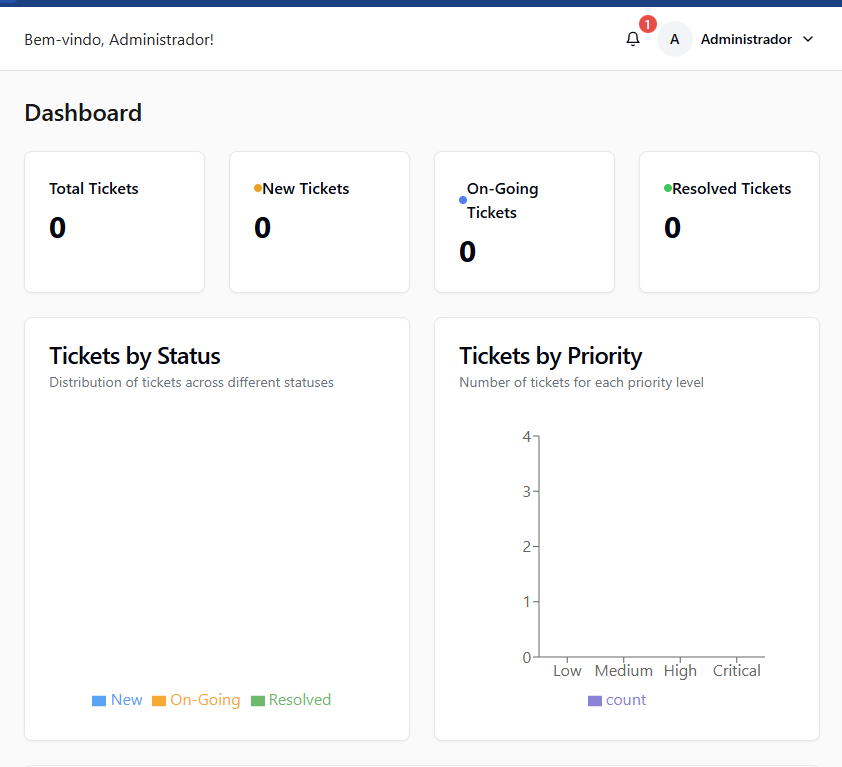 Bem-vindo, Administrador!
1
A
Administrador
Dashboard
Total Tickets
0
New Tickets
0
On-Going
Tickets
0
Resolved Tickets
0
Tickets by Status
Distribution of tickets across different statuses
New
On-Going
Resolved
Tickets by Priority
Number of tickets for each priority level
4
3
2
1
0
Low Medium High Critical
count